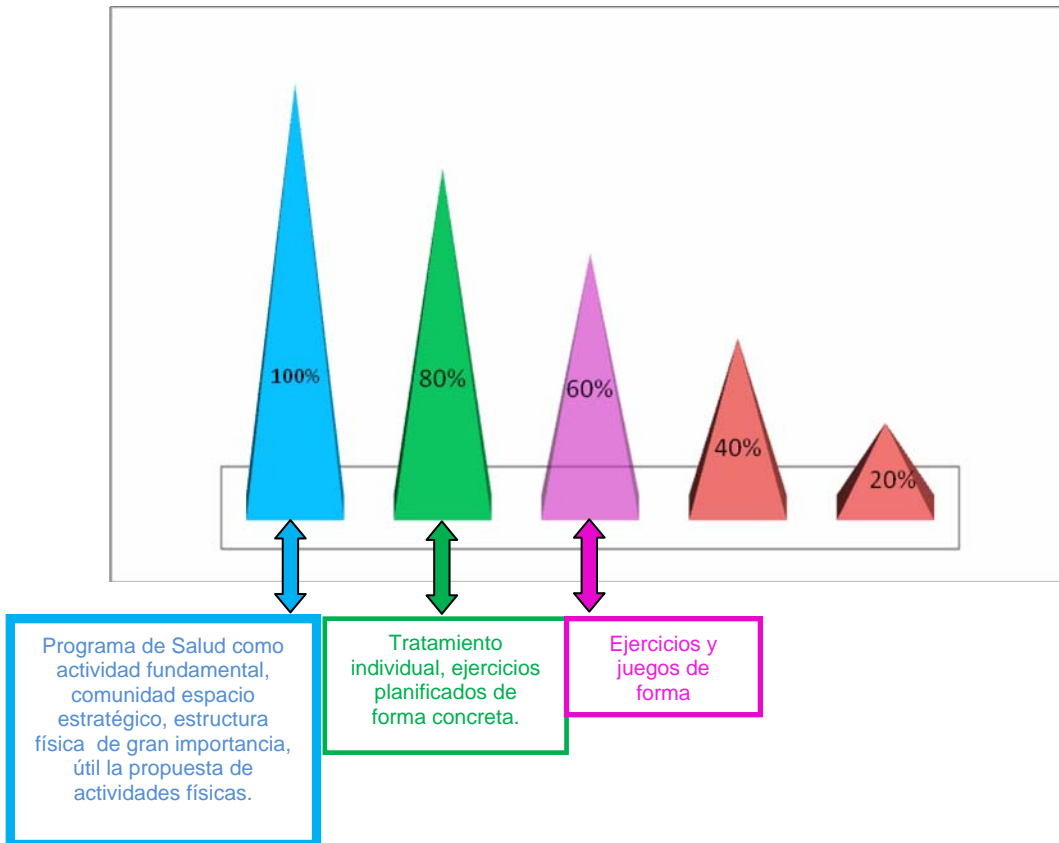 100%
80%
60%
40%
20%
Programa de Salud como
actividad fundamental,
comunidad espacio
estratégico, estructura
física de gran importancia,
útil la propuesta de
actividades físicas.
Tratamiento
individual, ejercicios
planificados de
forma concreta.
Ejercicios y
juegos de
forma